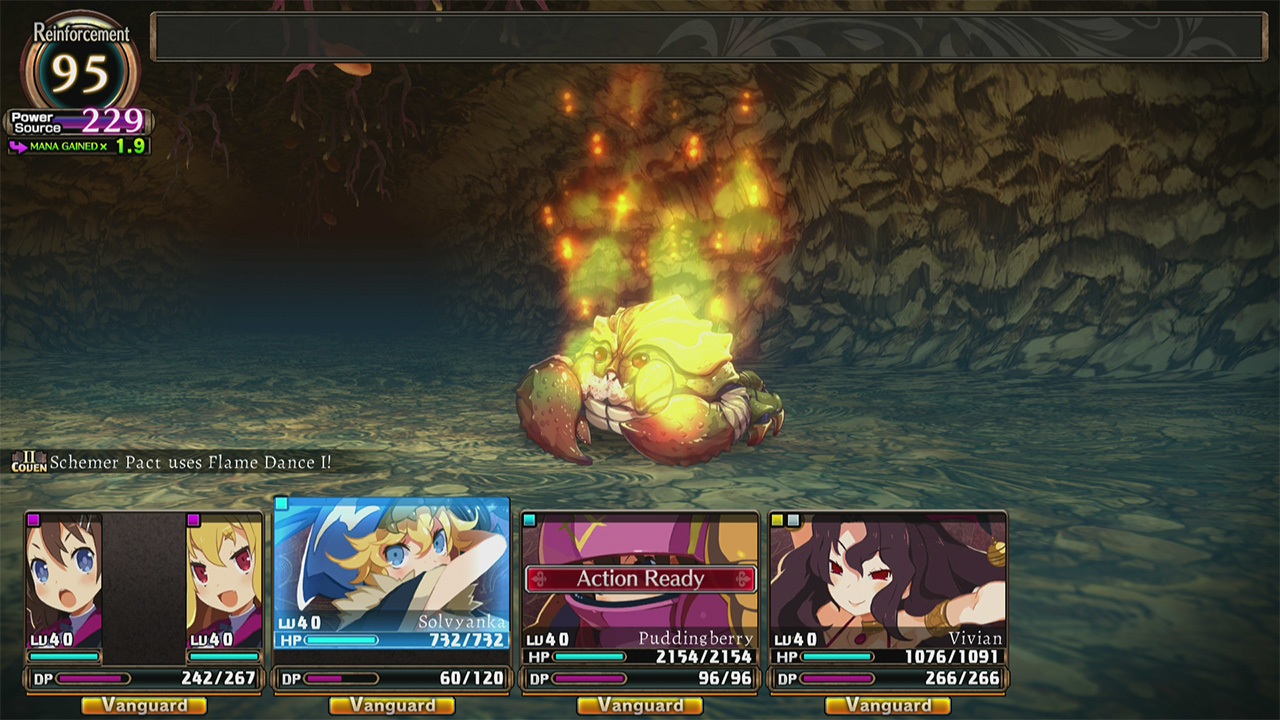 Reinforcement
95
Power Source 229
MANA GAINED× 1.9
II COVEN Schemer Pact uses Flame Dance I!
LV40 LV40
DP 242/267
Vanguard
LV40 Solvyanka
HP 732/732
DP 60/120
Vanguard
Action Ready
LV40 Puddingberry
HP 2154/2154
DP 96/96
Vanguard
LV40 Vivian
HP 1076/1091
DP 266/266
Vanguard